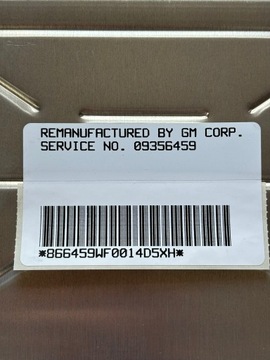 REMANUFACTURED BY GM CORP.
SERVICE NO. 09356459
*866459WF0014D5XH*